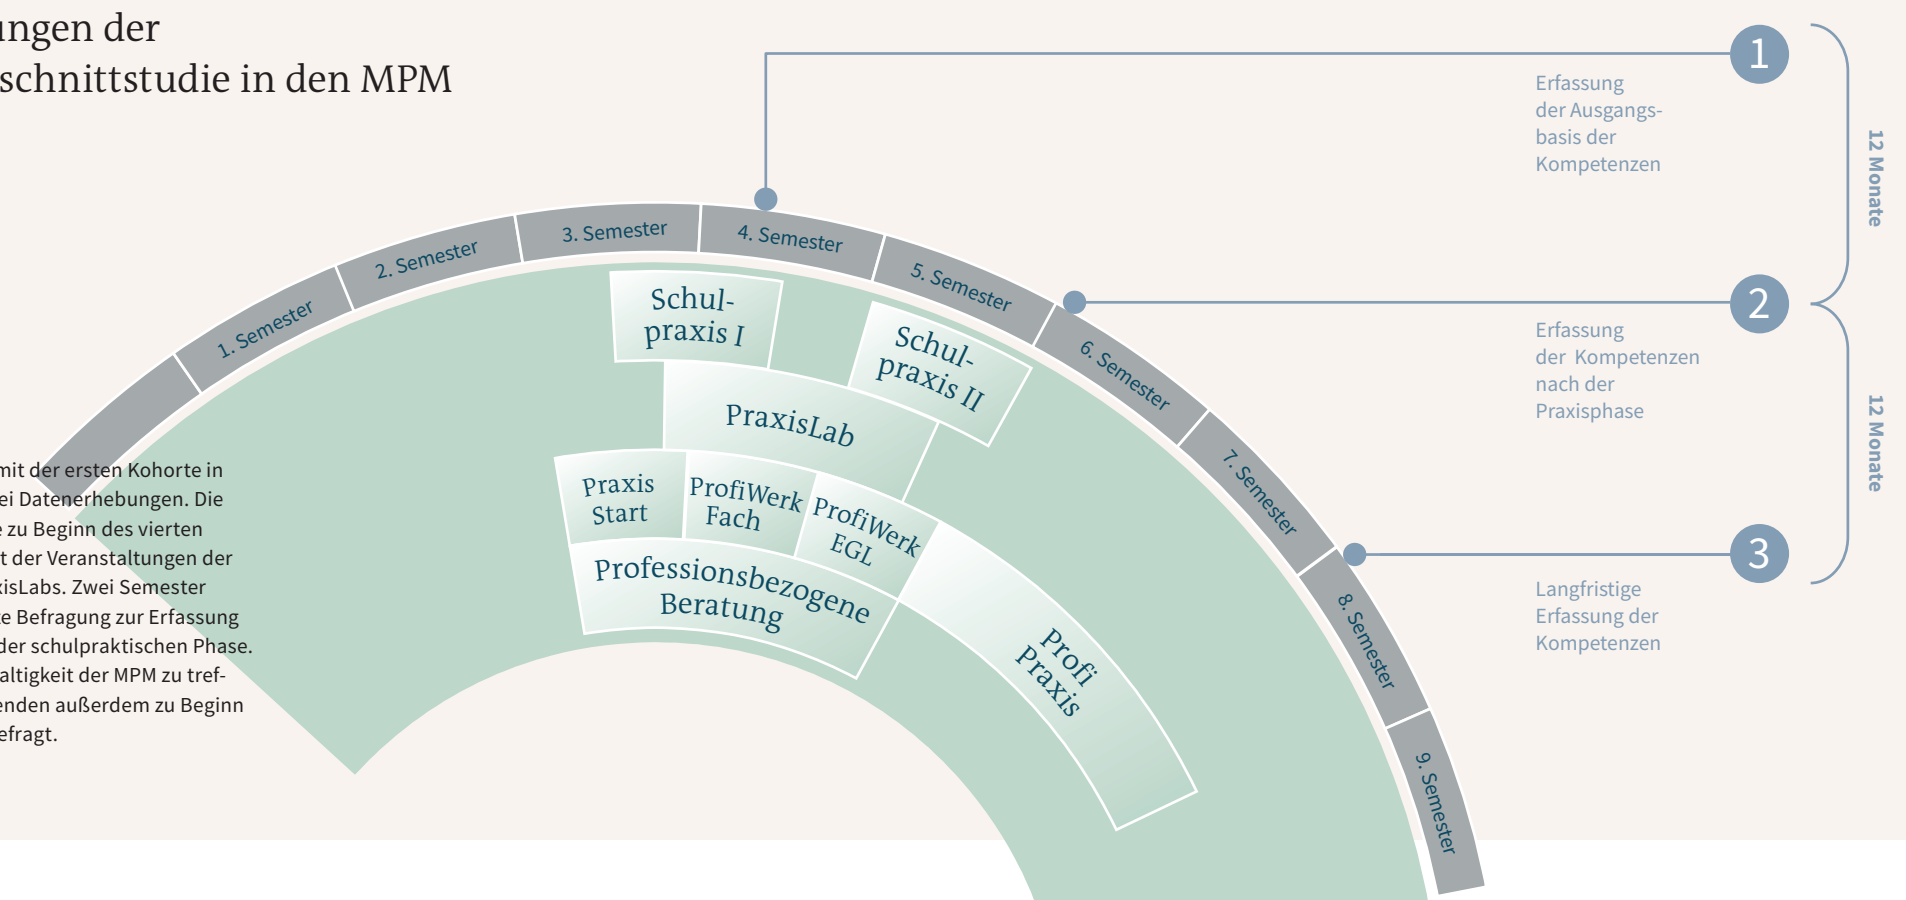 ungen der
schnittstudie in den MPM
1
Erfassung
der Ausgangs-
basis der
Kompetenzen
12 Monate
2
Erfassung
der Kompetenzen
nach der
Praxisphase
12 Monate
3
Langfristige
Erfassung der
Kompetenzen
1. Semester
2. Semester
3. Semester
4. Semester
5. Semester
6. Semester
7. Semester
8. Semester
9. Semester
Schul-
praxis I
Schul-
praxis II
PraxisLab
Praxis
Start
ProfiWerk
Fach
ProfiWerk
EGL
Professionsbezogene
Beratung
Profi
Praxis
mit der ersten Kohorte in
ei Datenerhebungen. Die
e zu Beginn des vierten
t der Veranstaltungen der
xisLabs. Zwei Semester
te Befragung zur Erfassung
der schulpraktischen Phase.
altigkeit der MPM zu tref-
enden außerdem zu Beginn
efragt.